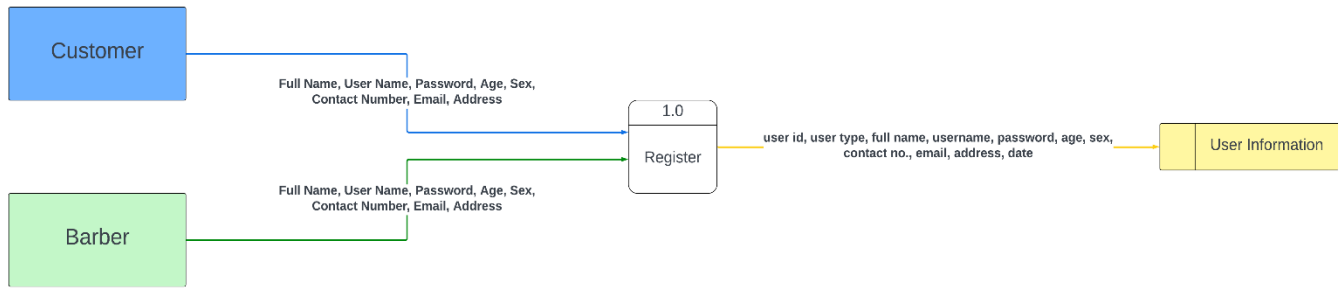 Customer
Full Name, User Name, Password, Age, Sex,
Contact Number, Email, Address
1.0
Register
user id, user type, full name, username, password, age, sex,
contact no., email, address, date
User Information
Full Name, User Name, Password, Age, Sex,
Contact Number, Email, Address
Barber